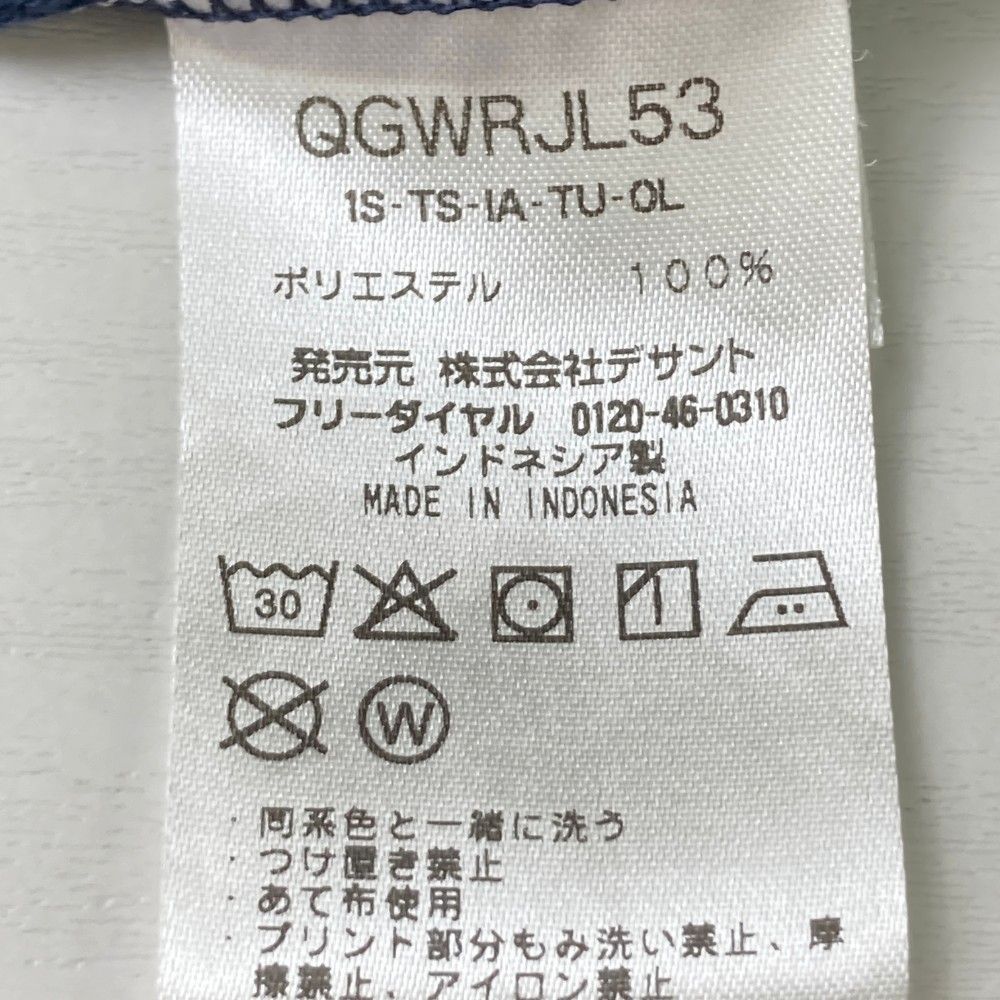 QGWRJL53
1S-TS-IA-TU-OL
ポリエステル 100%
発売元 株式会社デサント
フリーダイヤル 0120-46-0310
インドネシア製
MADE IN INDONESIA
30
W
・同系色と一緒に洗う
・つけ置き禁止
・あて布使用
・プリント部分もみ洗い禁止、摩
擦禁止、アイロン禁止